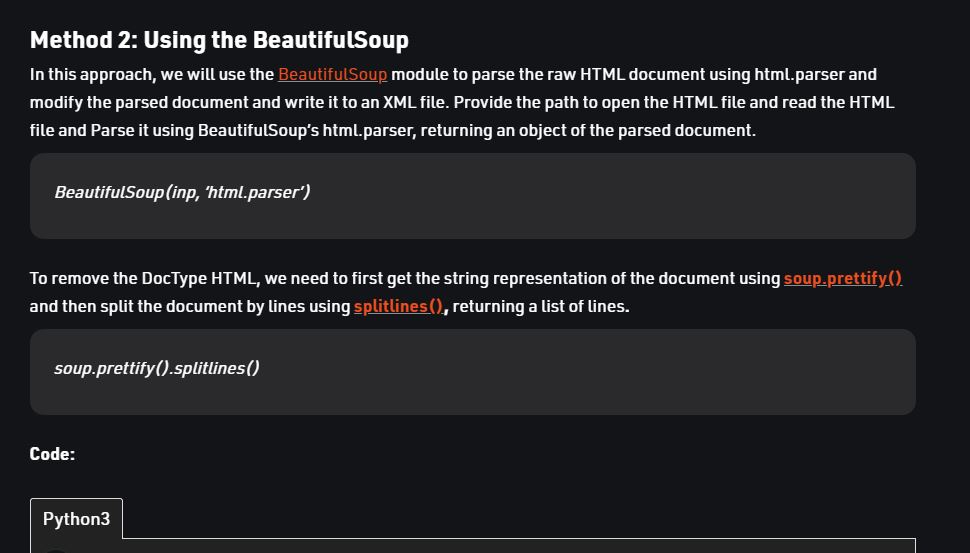 Method 2: Using the BeautifulSoup
In this approach, we will use the BeautifulSoup module to parse the raw HTML document using html.parser and
modify the parsed document and write it to an XML file. Provide the path to open the HTML file and read the HTML
file and Parse it using BeautifulSoup’s html.parser, returning an object of the parsed document.
BeautifulSoup(inp, ‘html.parser’)
To remove the DocType HTML, we need to first get the string representation of the document using soup.prettify()
and then split the document by lines using splitlines(), returning a list of lines.
soup.prettify().splitlines()
Code:
Python3